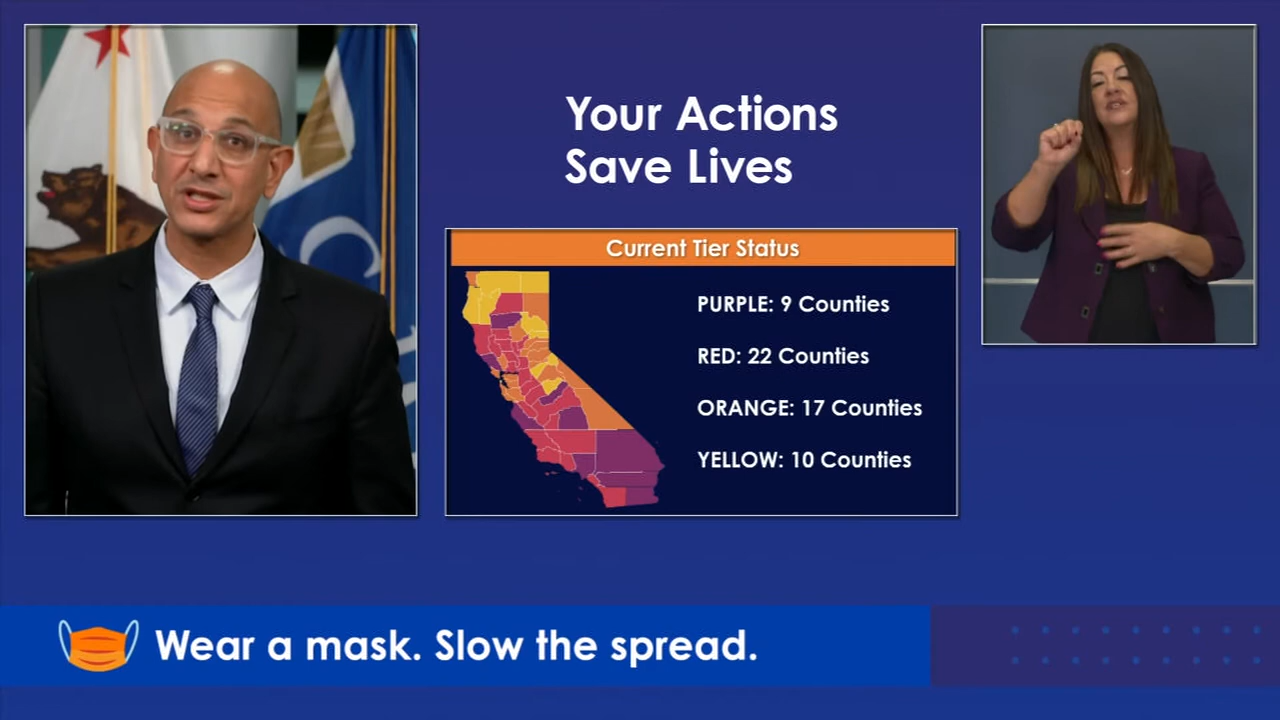 Your Actions
Save Lives
Current Tier Status
PURPLE: 9 Counties
RED: 22 Counties
ORANGE: 17 Counties
YELLOW: 10 Counties
Wear a mask. Slow the spread.